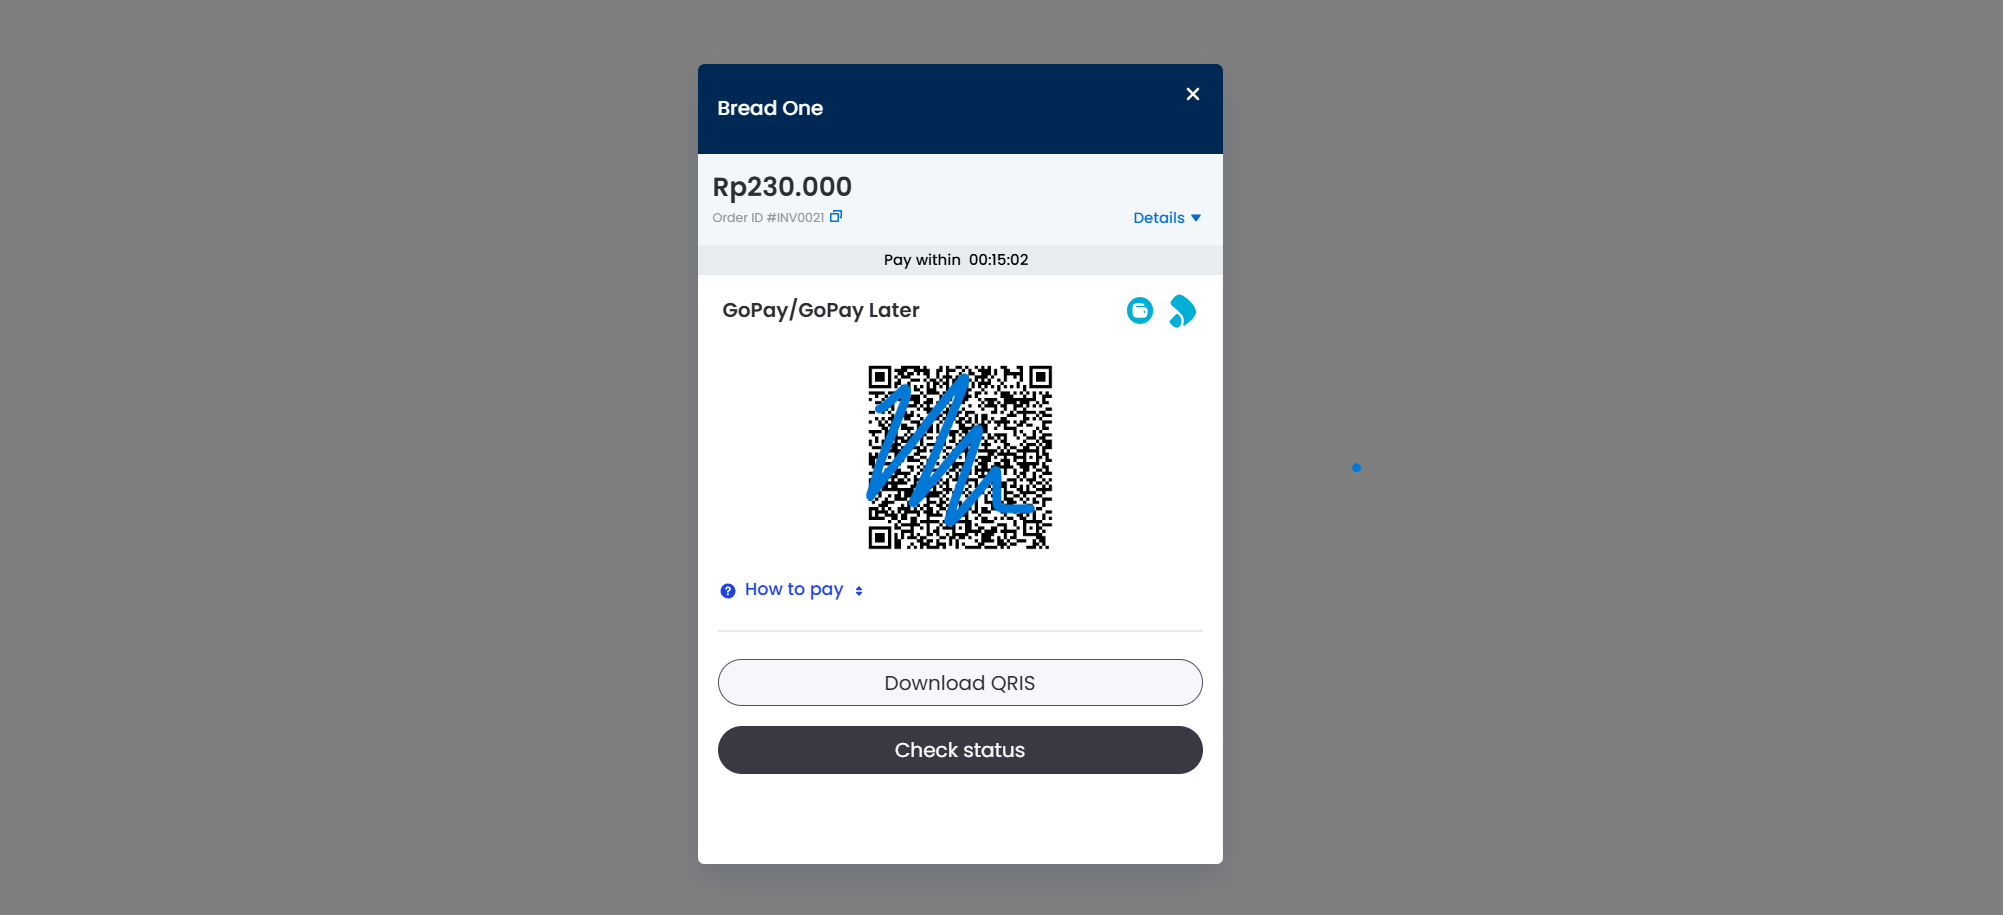 Bread One
Rp230.000
Order ID #INV0021
Details
Pay within 00:15:02
GoPay/GoPay Later
How to pay
Download QRIS
Check status